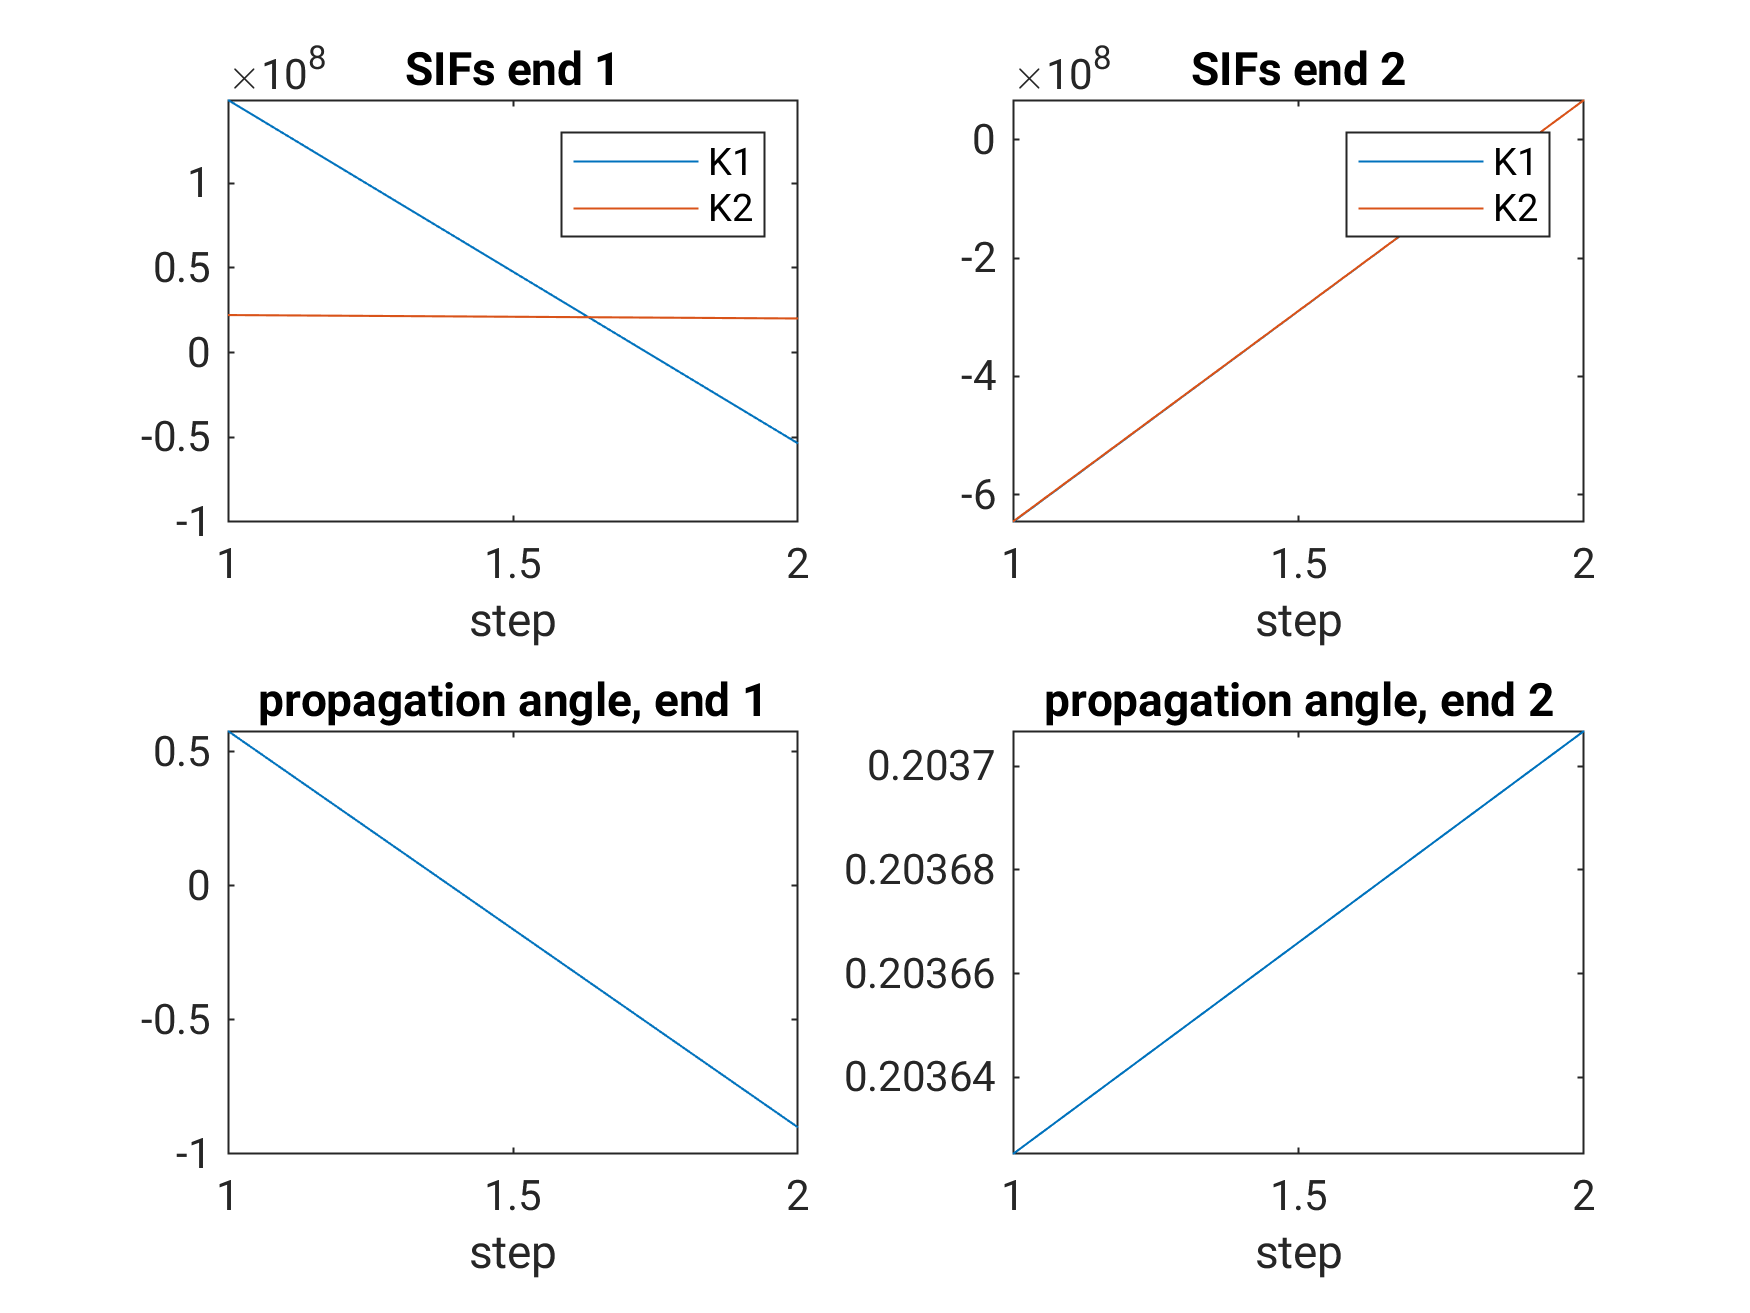 ×10^8
SIFs end 1
K1
K2
1
0.5
0
-0.5
-1
1 1.5 2
step
×10^8
SIFs end 2
K1
K2
0
-2
-4
-6
1 1.5 2
step
propagation angle, end 1
0.5
0
-0.5
-1
1 1.5 2
step
propagation angle, end 2
0.2037
0.20368
0.20366
0.20364
1 1.5 2
step